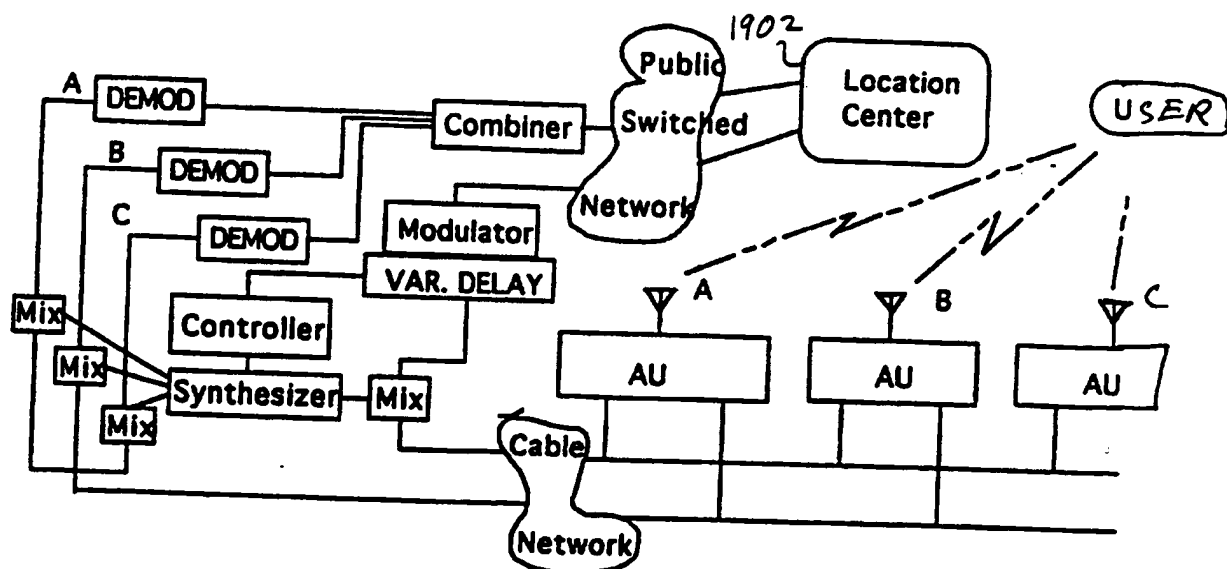 1902
Public
Switched
Network
Location
Center
USER
A
DEMOD
Combiner
B
DEMOD
C
DEMOD
Modulator
VAR. DELAY
Controller
Synthesizer
Mix
Mix
Mix
Mix
A
B
C
AU
AU
AU
Cable
Network